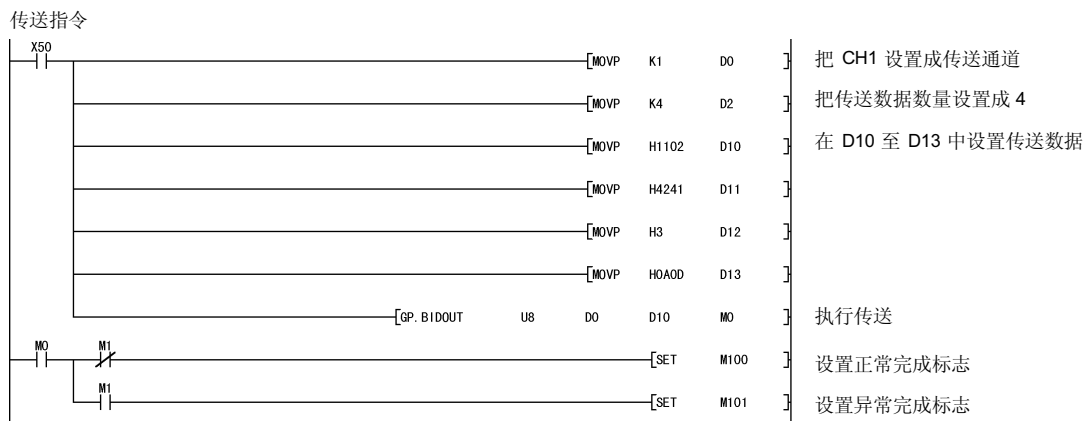 传送指令
X50
MOVP K1 D0 把 CH1 设置成传送通道
MOVP K4 D2 把传送数据数量设置成 4
MOVP H1102 D10 在 D10 至 D13 中设置传送数据
MOVP H4241 D11
MOVP H3 D12
MOVP H0A0D D13
GP.BIDOUT U8 D0 D10 M0 执行传送
M0 M1 SET M100 设置正常完成标志
M1 SET M101 设置异常完成标志